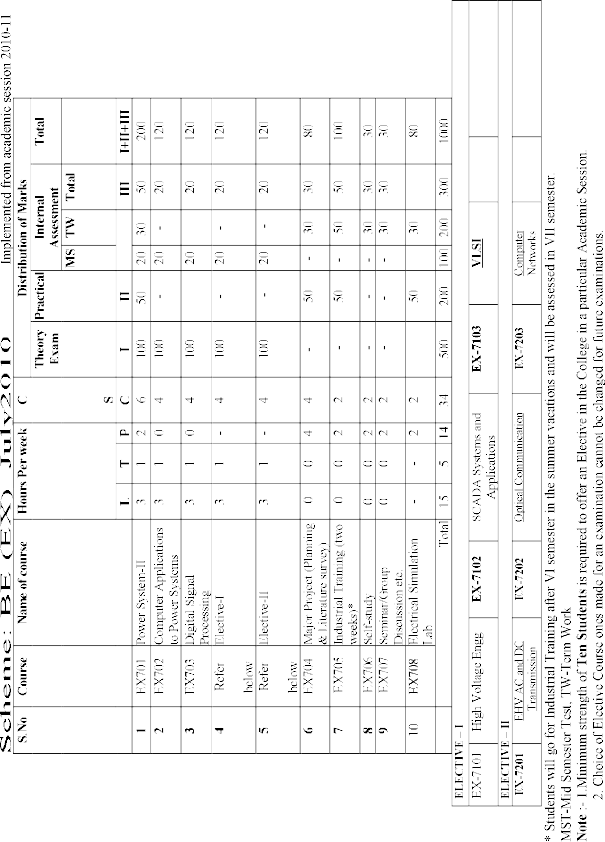 Scheme: BE (EX) July2010 Implemented from academic session 2010-11
S.No Course Name of course Hours Per week C Distribution of Marks
Theory Exam Practical Internal Assessment Total
S MS TW Total
L T P C I II III I+II+III
1 EX701 Power System-II 3 1 2 6 100 50 20 30 50 200
2 EX702 Computer Applications to Power Systems 3 1 0 4 100 - 20 - 20 120
3 EX703 Digital Signal Processing 3 1 0 4 100 - 20 - 20 120
4 Refer below Elective-I 3 1 - 4 100 - 20 - 20 120
5 Refer below Elective-II 3 1 - 4 100 - 20 - 20 120
6 EX704 Major Project (Planning & Literature survey) 0 0 4 4 - 50 - 30 30 80
7 EX705 Industrial Training (two weeks)* 0 0 2 2 - 50 - 50 50 100
8 EX706 Self-study 0 0 2 2 - - - 30 30 30
9 EX707 Seminar/Group Discussion etc. 0 0 2 2 - - - 30 30 30
10 EX708 Electrical Simulation Lab - - 2 2 50 30 30 80
Total 15 5 14 34 500 200 100 200 300 1000
ELECTIVE – I
EX-7101 High Voltage Engg EX-7102 SCADA Systems and Applications EX-7103 VLSI
ELECTIVE – II
EX-7201 EHV AC and DC Transmission EX-7202 Optical Communication EX-7203 Computer Networks
* Students will go for Industrial Training after VI semester in the summer vacations and will be assessed in VII semester
MST-Mid Semester Test, TW-Term Work
Note :- 1.Minimum strength of Ten Students is required to offer an Elective in the College in a particular Academic Session
2. Choice of Elective Course ones made for an examination cannot be changed for future examinations.